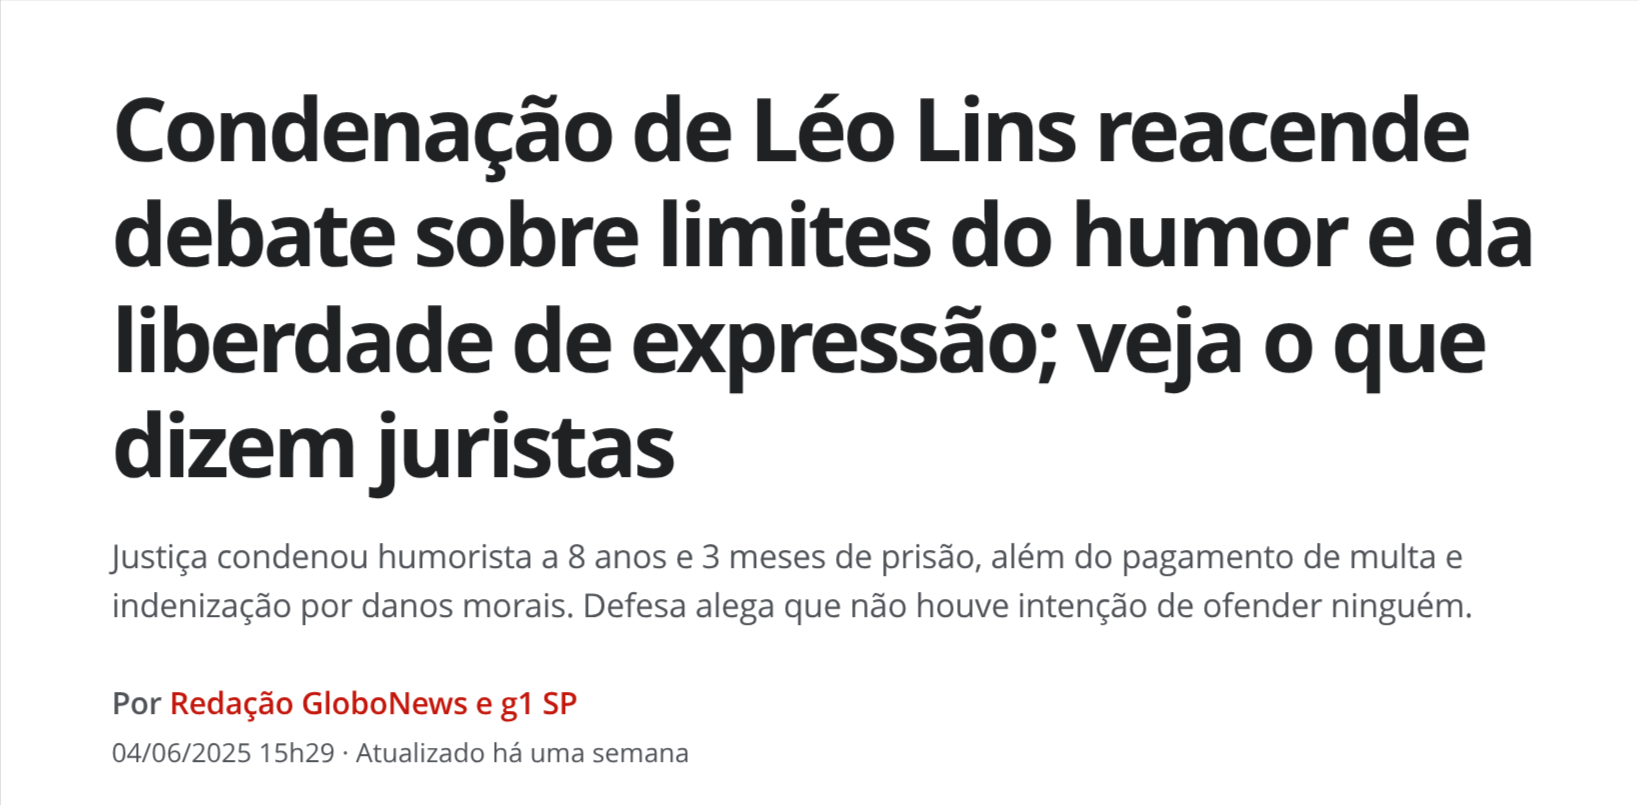 Condenação de Léo Lins reacende
debate sobre limites do humor e da
liberdade de expressão; veja o que
dizem juristas
Justiça condenou humorista a 8 anos e 3 meses de prisão, além do pagamento de multa e
indenização por danos morais. Defesa alega que não houve intenção de ofender ninguém.
Por Redação GloboNews e g1 SP
04/06/2025 15h29 · Atualizado há uma semana